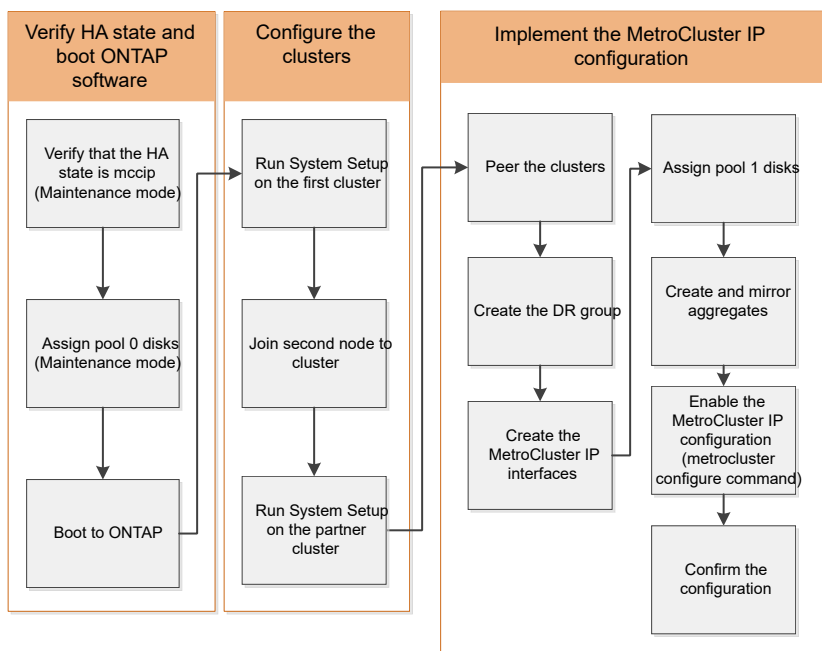 Verify HA state and
boot ONTAP
software
Verify that the HA
state is mccip
(Maintenance mode)
Assign pool 0 disks
(Maintenance mode)
Boot to ONTAP
Configure the
clusters
Run System Setup
on the first cluster
Join second node to
cluster
Run System Setup
on the partner
cluster
Implement the MetroCluster IP
configuration
Peer the clusters
Create the DR group
Create the
MetroCluster IP
interfaces
Assign pool 1 disks
Create and mirror
aggregates
Enable the
MetroCluster IP
configuration
(metrocluster
configure command)
Confirm the
configuration